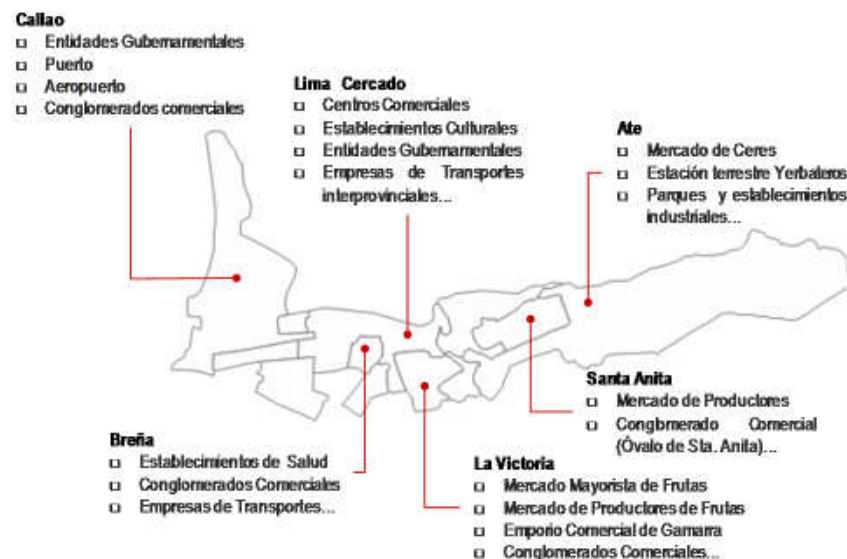 Callao
Entidades Gubernamentales
Puerto
Aeropuerto
Conglomerados comerciales
Lima Cercado
Centros Comerciales
Establecimientos Culturales
Entidades Gubernamentales
Empresas de Transportes
interprovinciales...
Ate
Mercado de Ceres
Estación terrestre Yerbateros
Parques y establecimientos
industriales...
Santa Anita
Mercado de Productores
Conglomerado Comercial
(Óvalo de Sta. Anita)...
Breña
Establecimientos de Salud
Conglomerados Comerciales
Empresas de Transportes...
La Victoria
Mercado Mayorista de Frutas
Mercado de Productores de Frutas
Emporio Comercial de Gamarra
Conglomerados Comerciales...